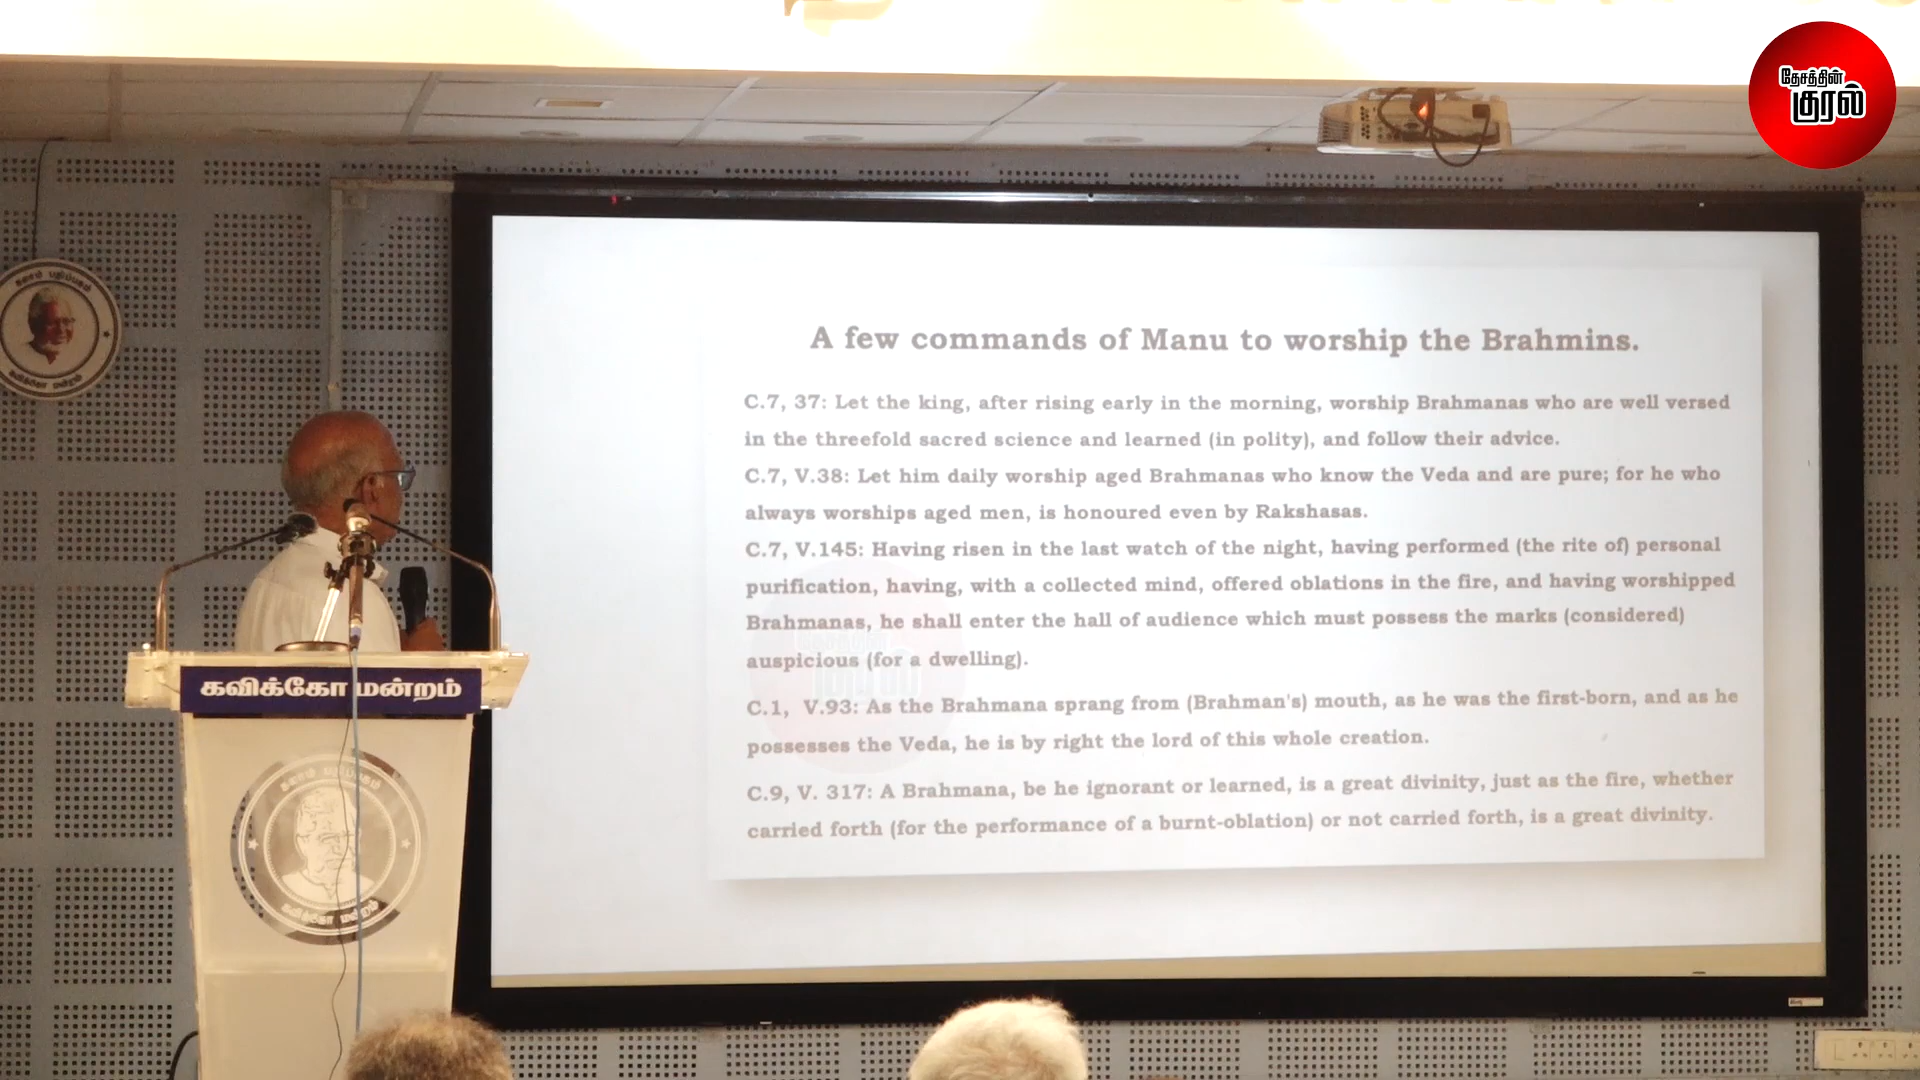 தேசத்தின்
குரல்
A few commands of Manu to worship the Brahmins.
C.7, 37: Let the king, after rising early in the morning, worship Brahmanas who are well versed
in the threefold sacred science and learned (in polity), and follow their advice.
C.7, V.38: Let him daily worship aged Brahmanas who know the Veda and are pure; for he who
always worships aged men, is honoured even by Rakshasas.
C.7, V.145: Having risen in the last watch of the night, having performed (the rite of) personal
purification, having, with a collected mind, offered oblations in the fire, and having worshipped
Brahmanas, he shall enter the hall of audience which must possess the marks (considered)
auspicious (for a dwelling).
C.1, V.93: As the Brahmana sprang from (Brahman's) mouth, as he was the first-born, and as he
possesses the Veda, he is by right the lord of this whole creation.
C.9, V. 317: A Brahmana, be he ignorant or learned, is a great divinity, just as the fire, whether
carried forth (for the performance of a burnt-oblation) or not carried forth, is a great divinity.
கவிக்கோ மன்றம்
கவிக்கோ மன்றம்